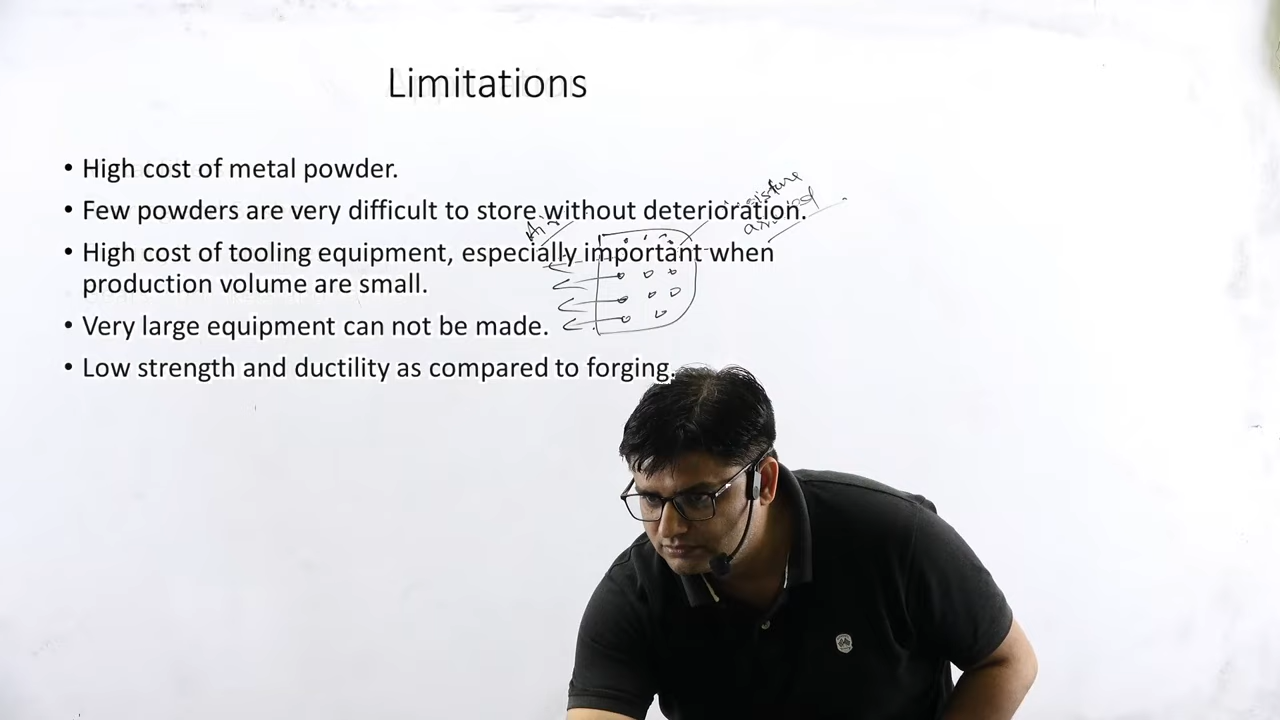 Limitations
• High cost of metal powder.
• Few powders are very difficult to store without deterioration.
• High cost of tooling equipment, especially important when
production volume are small.
• Very large equipment can not be made.
• Low strength and ductility as compared to forging.
Air